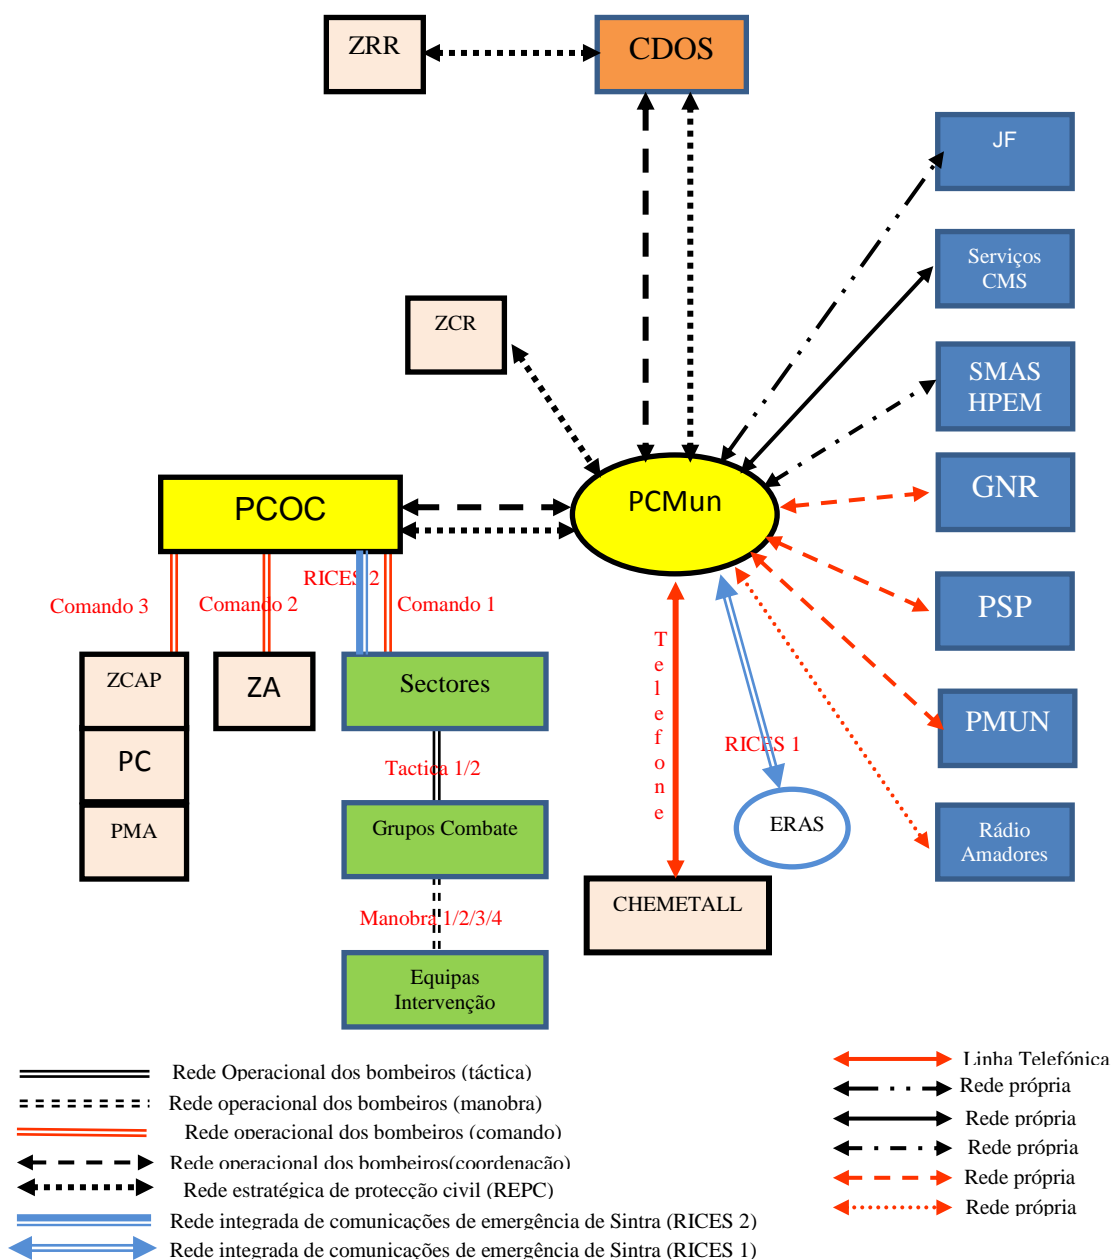 ZRR
CDOS
JF
Serviços
CMS
ZCR
SMAS
HPEM
GNR
PCOC
PCMun
RICES 2
Comando 3
Comando 2
Comando 1
PSP
T
e
l
e
f
o
n
e
ZCAP
ZA
Sectores
PC
Tactica 1/2
RICES 1
PMUN
PMA
Grupos Combate
ERAS
Rádio
Amadores
CHEMETALL
Manobra 1/2/3/4
Equipas
Intervenção
Rede Operacional dos bombeiros (táctica)
Rede operacional dos bombeiros (manobra)
Rede operacional dos bombeiros (comando)
Rede operacional dos bombeiros(coordenação)
Rede estratégica de protecção civil (REPC)
Rede integrada de comunicações de emergência de Sintra (RICES 2)
Rede integrada de comunicações de emergência de Sintra (RICES 1)
Linha Telefónica
Rede própria
Rede própria
Rede própria
Rede própria
Rede própria